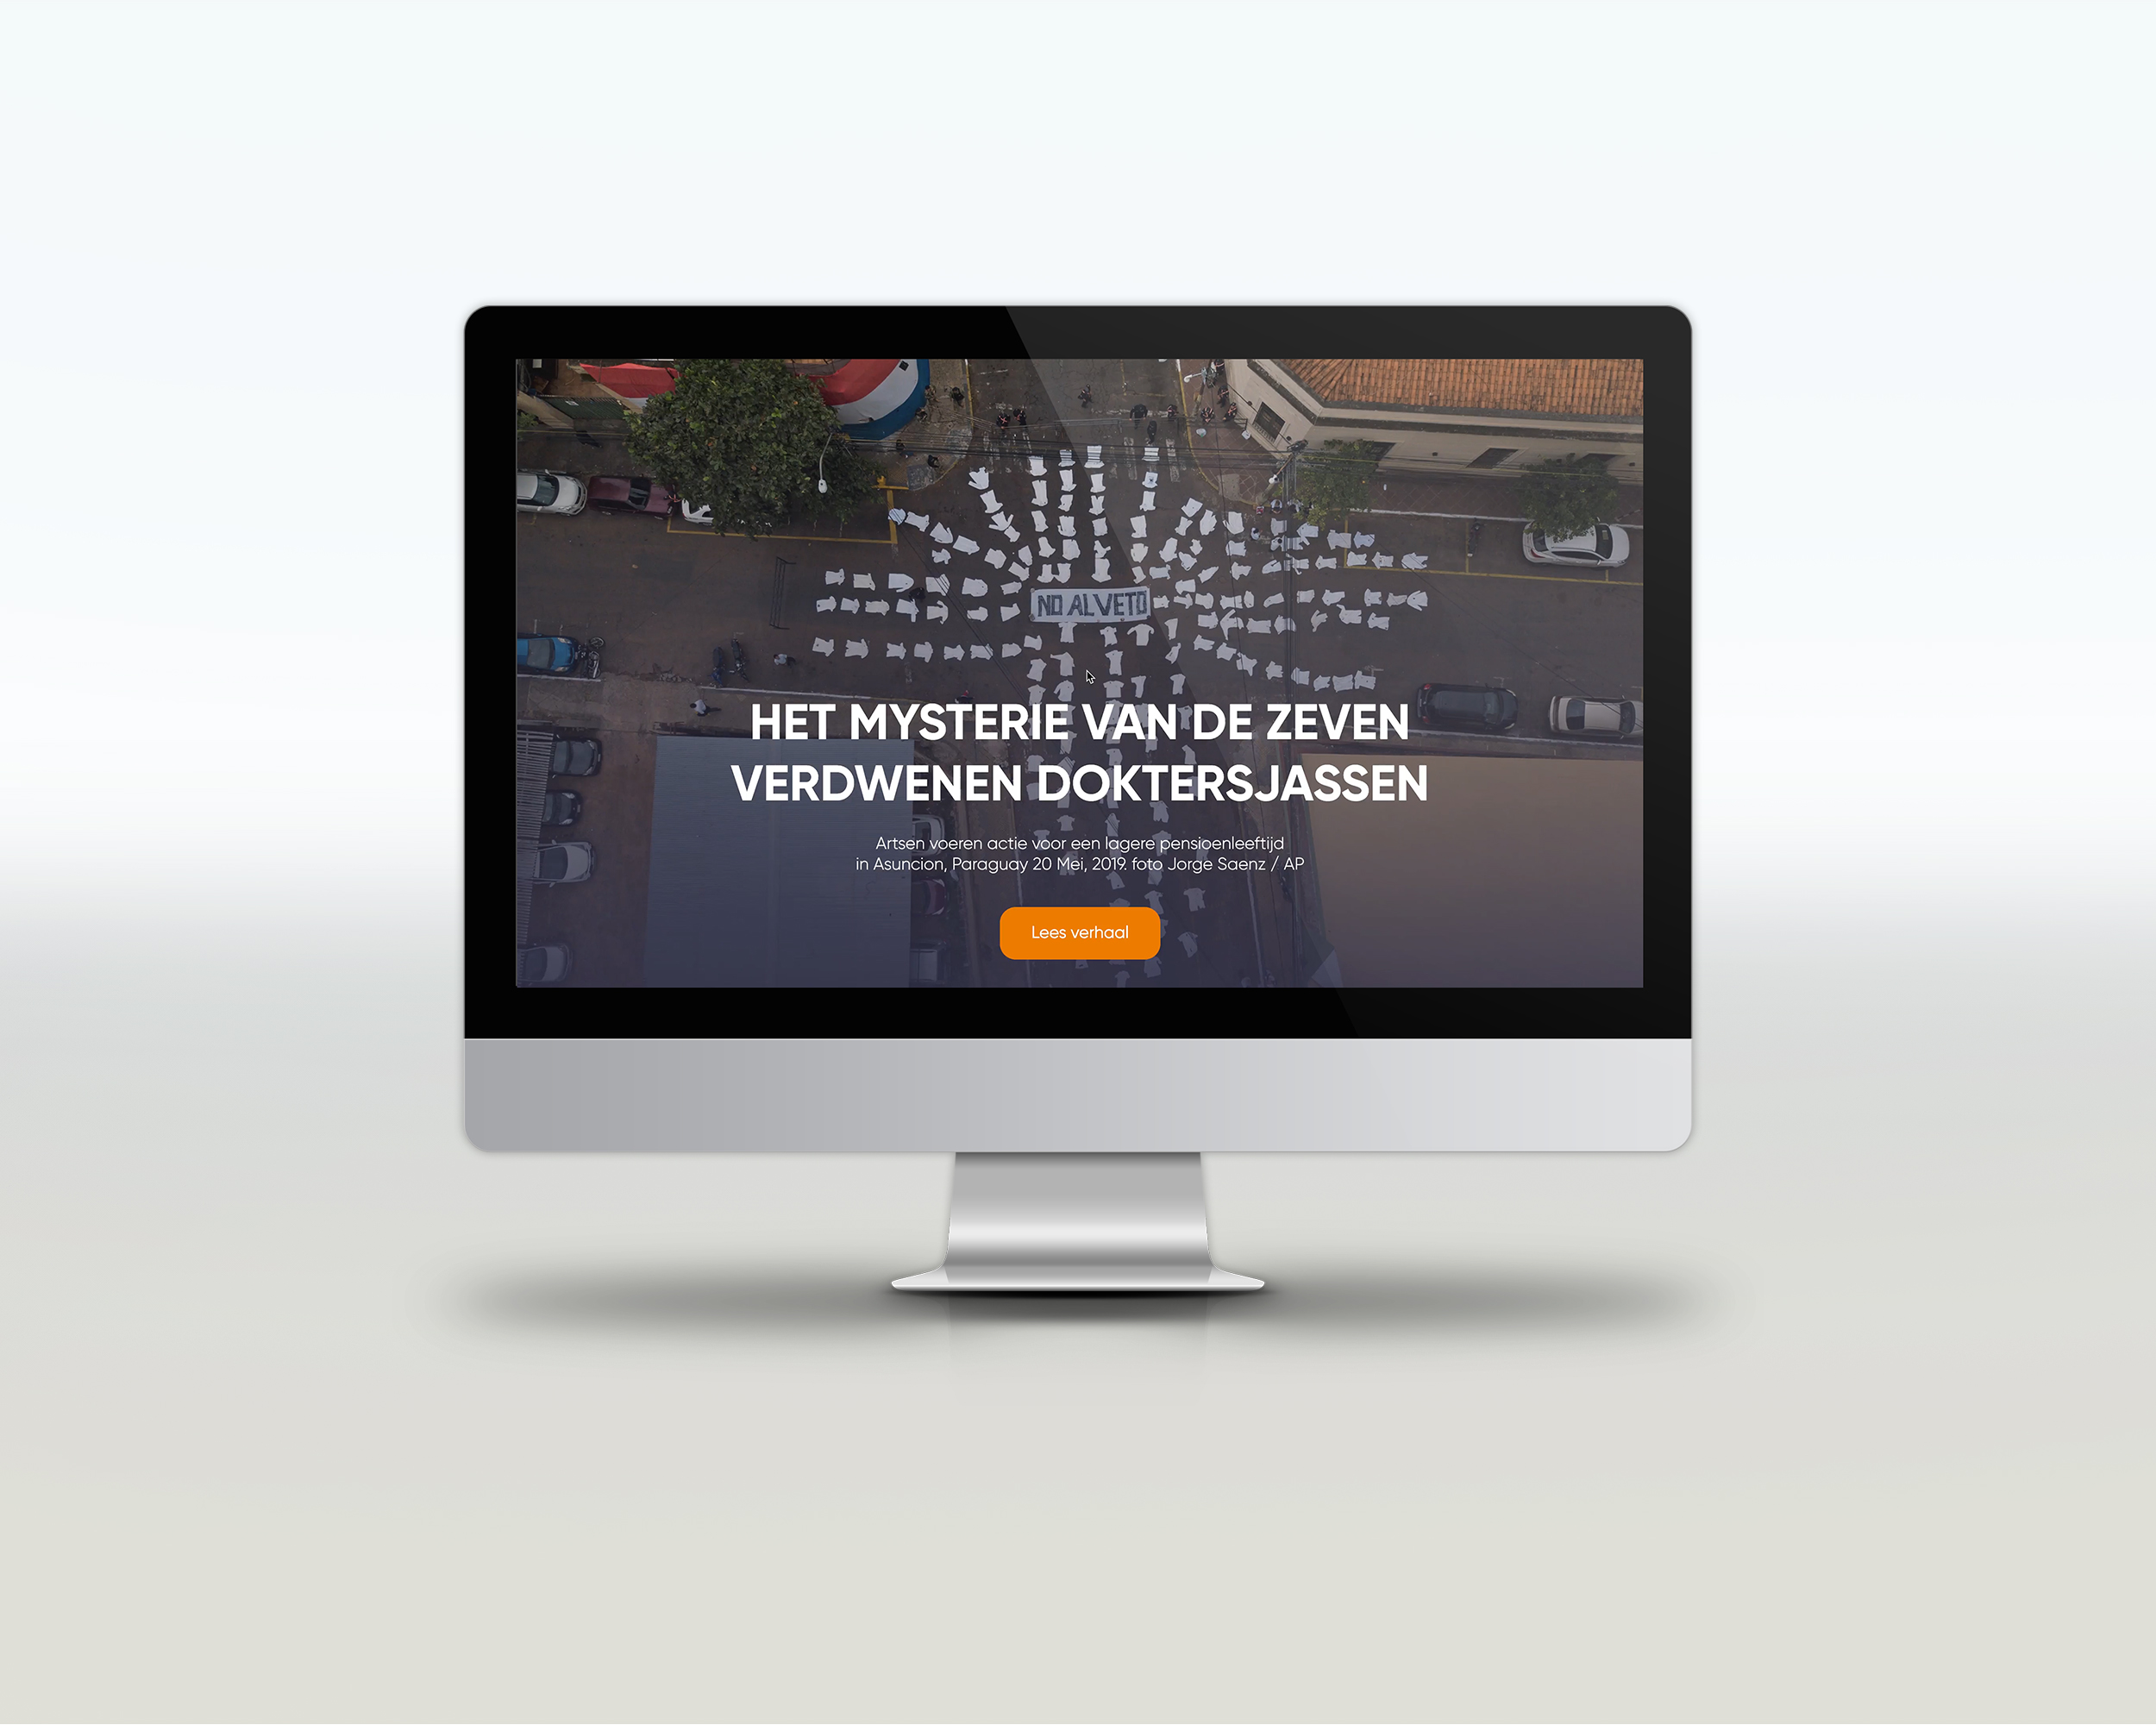 NO AL VETO
HET MYSTERIE VAN DE ZEVEN
VERDWENEN DOKTERSJASSEN
Artsen voeren actie voor een lagere pensioenleeftijd
in Asuncion, Paraguay 20 Mei, 2019. foto Jorge Saenz / AP
Lees verhaal